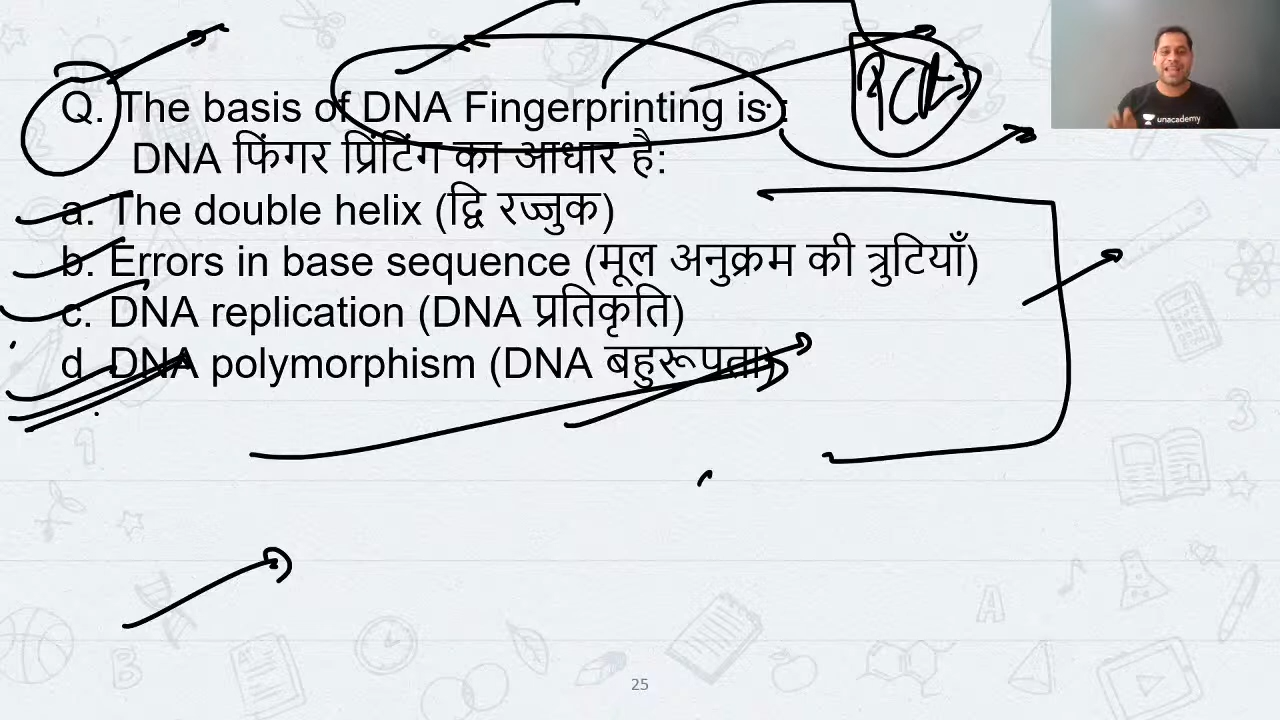 Q. The basis of DNA Fingerprinting is :
DNA फिंगर प्रिंटिंग का आधार है:
a. The double helix (द्वि रज्जुक)
b. Errors in base sequence (मूल अनुक्रम की त्रुटियाँ)
c. DNA replication (DNA प्रतिकृति)
d. DNA polymorphism (DNA बहुरूपता)
unacademy
25